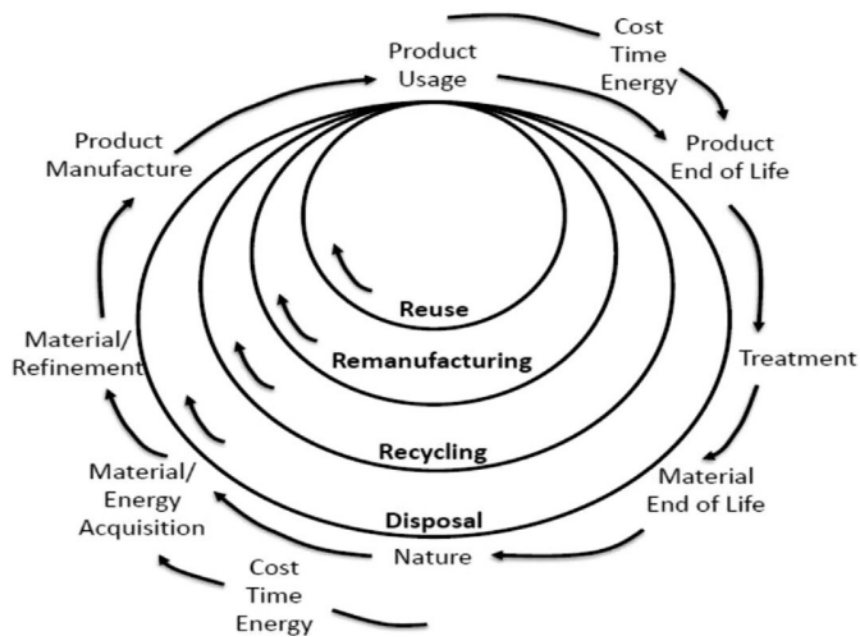 Product
Usage
Cost
Time
Energy
Product
Manufacture
Product
End of Life
Reuse
Material/
Refinement
Remanufacturing
Treatment
Recycling
Material/
Energy
Acquisition
Material
End of Life
Disposal
Nature
Cost
Time
Energy